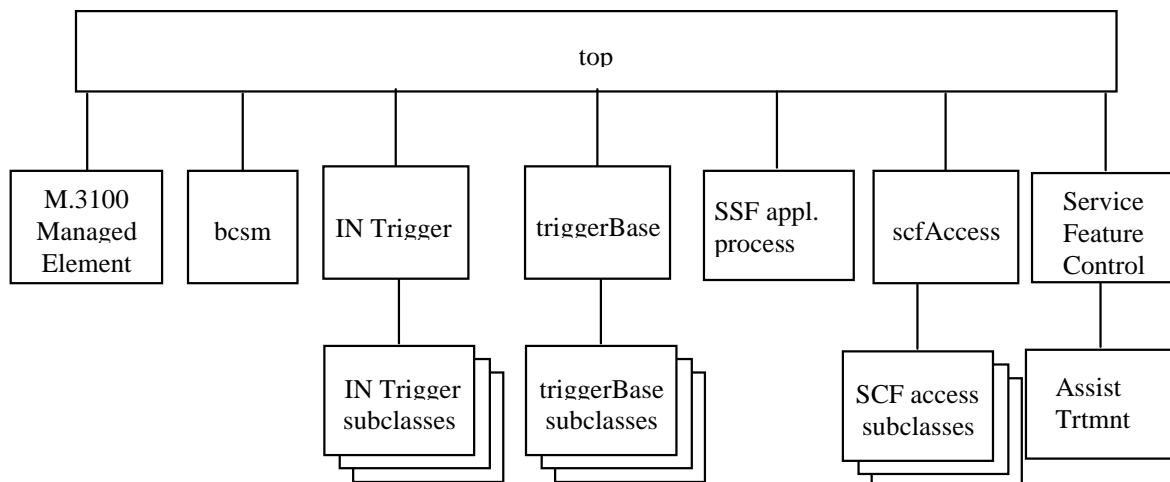 top
M.3100
Managed
Element
bcsm
IN Trigger
triggerBase
SSF appl.
process
scfAccess
Service
Feature
Control
IN Trigger
subclasses
triggerBase
subclasses
SCF access
subclasses
Assist
Trtmnt